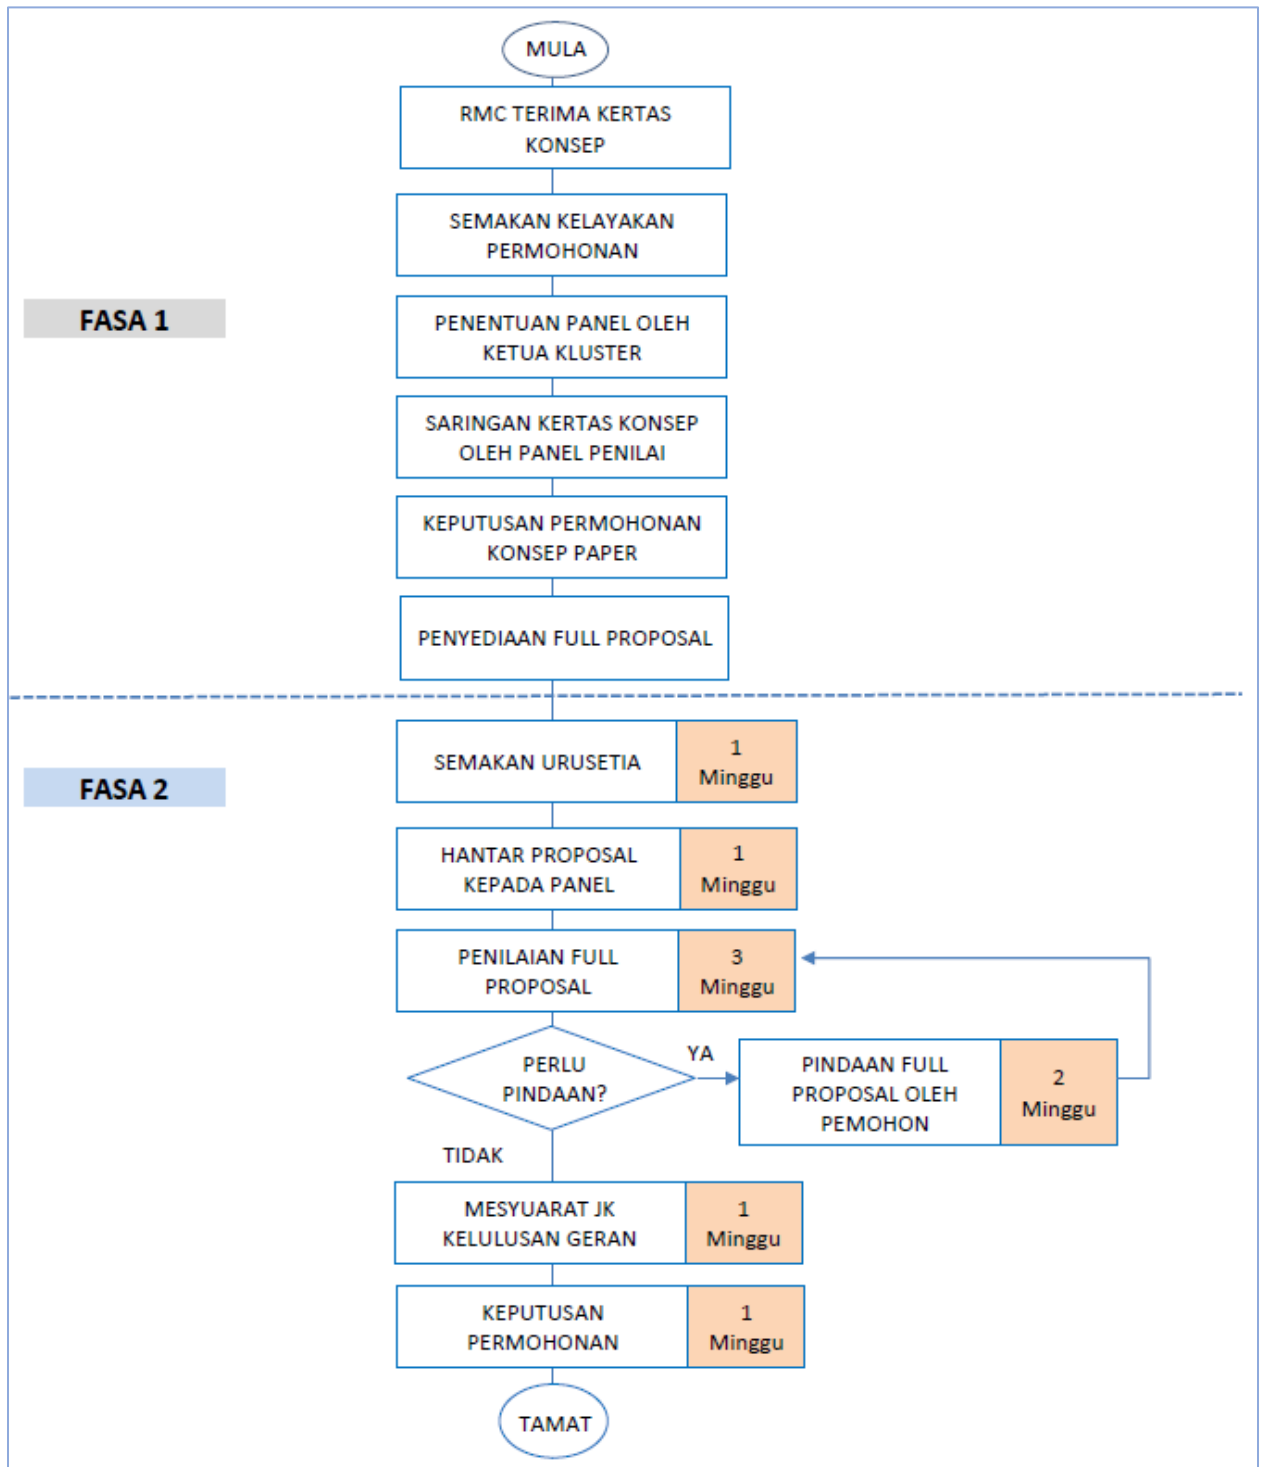 MULA
RMC TERIMA KERTAS
KONSEP
SEMAKAN KELAYAKAN
PERMOHONAN
FASA 1
PENENTUAN PANEL OLEH
KETUA KLUSTER
SARINGAN KERTAS KONSEP
OLEH PANEL PENILAI
KEPUTUSAN PERMOHONAN
KONSEP PAPER
PENYEDIAAN FULL PROPOSAL
FASA 2
SEMAKAN URUSETIA
1
Minggu
HANTAR PROPOSAL
KEPADA PANEL
1
Minggu
PENILAIAN FULL
PROPOSAL
3
Minggu
PERLU
PINDAAN?
YA
PINDAAN FULL
PROPOSAL OLEH
PEMOHON
2
Minggu
TIDAK
MESYUARAT JK
KELULUSAN GERAN
1
Minggu
KEPUTUSAN
PERMOHONAN
1
Minggu
TAMAT